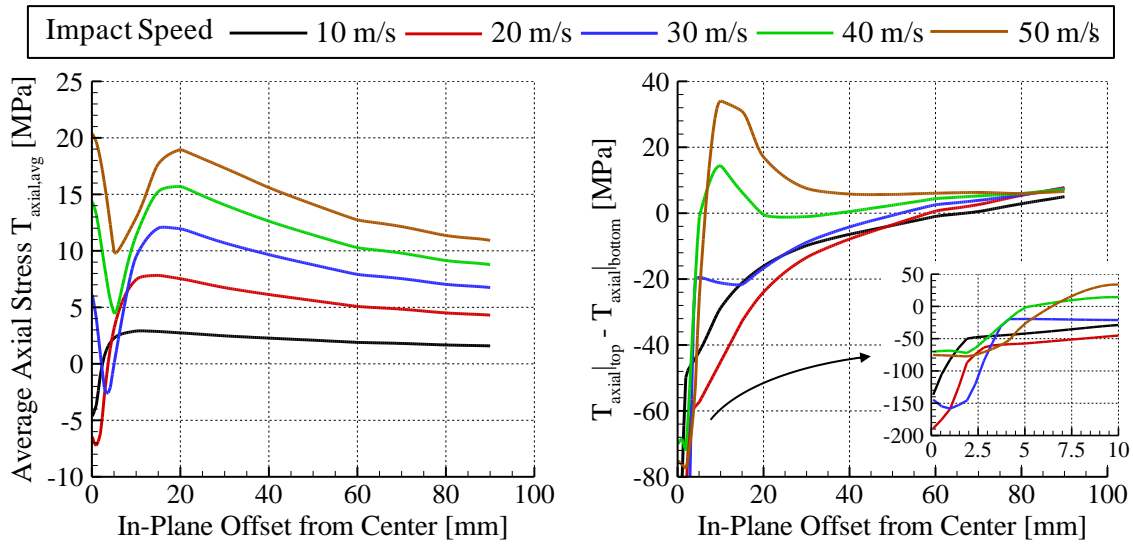 Impact Speed 10 m/s 20 m/s 30 m/s 40 m/s 50 m/s
Average Axial Stress T_axial,avg [MPa]
25
20
15
10
5
0
-5
-10
0 20 40 60 80 100
In-Plane Offset from Center [mm]
T_axial|top - T_axial|bottom [MPa]
40
20
0
-20
-40
-60
-80
0 20 40 60 80 100
In-Plane Offset from Center [mm]
50
0
-50
-100
-150
-200
0 2.5 5 7.5 10